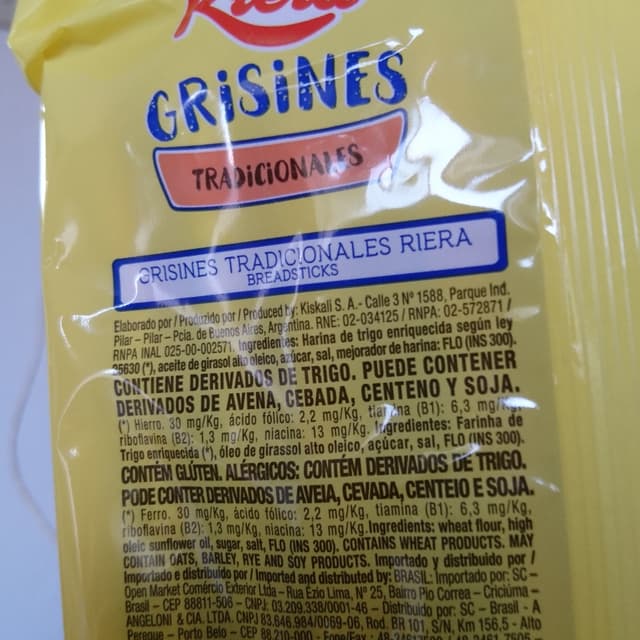 Riera
GRiSiNES
TRADiCiONALES
GRISINES TRADICIONALES RIERA
BREADSTICKS
Elaborado por / Produzido por / Produced by: Kiskali S. A.- Calle 3 N° 1588, Parque Ind.
Pilar – Pilar – Pcia. de Buenos Aires, Argentina. RNE: 02-034125 / RNPA: 02-572871 /
RNPA INAL 025-00-002571. Ingredientes: Harina de trigo enriquecida según ley
25630 (*), aceite de girasol alto oleico, azúcar, sal, mejorador de harina: FLO (INS 300).
CONTIENE DERIVADOS DE TRIGO. PUEDE CONTENER
DERIVADOS DE AVENA, CEBADA, CENTENO Y SOJA.
(*) Hierro. 30 mg/Kg, ácido fólico: 2,2 mg/Kg, tiamina (B1): 6,3 mg/Kg,
riboflavina (B2): 1,3 mg/Kg, niacina: 13 mg/Kg. Ingredientes: Farinha de
Trigo enriquecida (*), óleo de girassol alto oleico, açúcar, sal, FLO (INS 300).
CONTÉM GLÚTEN. ALÉRGICOS: CONTÉM DERIVADOS DE TRIGO.
PODE CONTER DERIVADOS DE AVEIA, CEVADA, CENTEIO E SOJA.
(*) Ferro. 30 mg/Kg, ácido fólico: 2,2 mg/Kg, tiamina (B1): 6,3 mg/Kg,
riboflavina (B2): 1,3 mg/Kg, niacina: 13 mg/Kg.Ingredients: wheat flour, high
oleic sunflower oil, sugar, salt, FLO (INS 300). CONTAINS WHEAT PRODUCTS. MAY
CONTAIN OATS, BARLEY, RYE AND SOY PRODUCTS. Importado y distribuido por /
Importado e distribuido por / Imported and distributed by: BRASIL: Importado por: SC –
Open Market Comércio Exterior Ltda – Rua Ezio Lima, N° 25, Bairro Pio Correa – Criciúma –
Brasil – CEP 88811-506 – CNPJ: 03.209.338/0001-46 – Distribuido por: SC – Brasil - A
ANGELONI & CIA. LTDA. CNPJ 83.646.984/0069-06, Rod. BR 101, S/N, Km 156,5 - Alto
Pereque – Porto Belo – CEP 88.210-000 - Fone/Fax: